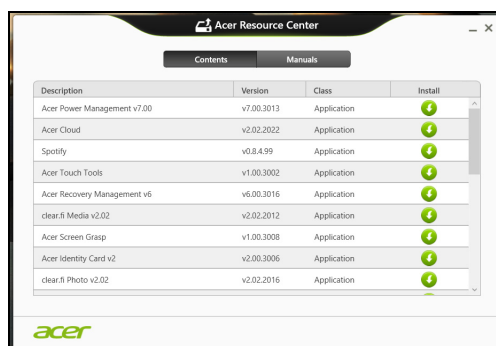 Acer Resource Center
Contents Manuals
Description Version Class Install
Acer Power Management v7.00 v7.00.3013 Application
Acer Cloud v2.02.2022 Application
Spotify v0.8.4.99 Application
Acer Touch Tools v1.00.3002 Application
Acer Recovery Management v6 v6.00.3016 Application
clear.fi Media v2.02 v2.02.2012 Application
Acer Screen Grasp v1.00.3008 Application
Acer Identity Card v2 v2.00.3006 Application
clear.fi Photo v2.02 v2.02.2016 Application
acer